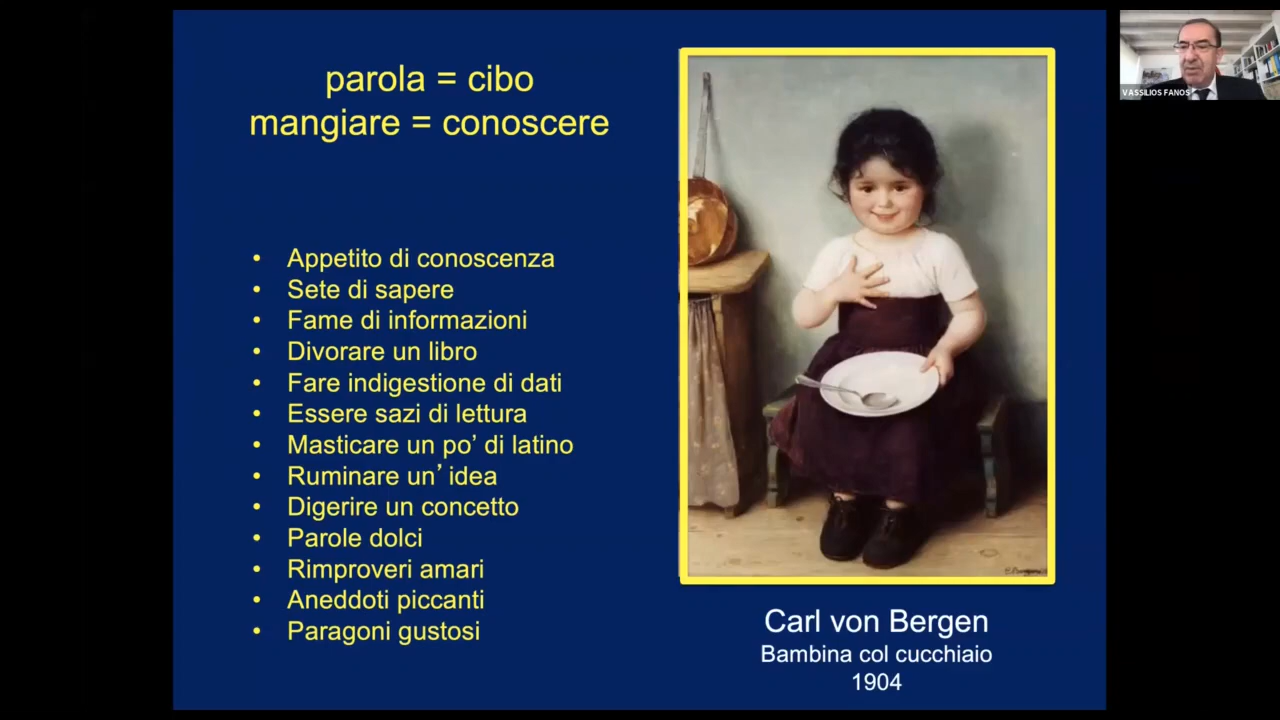 parola = cibo
mangiare = conoscere
• Appetito di conoscenza
• Sete di sapere
• Fame di informazioni
• Divorare un libro
• Fare indigestione di dati
• Essere sazi di lettura
• Masticare un po’ di latino
• Ruminare un’ idea
• Digerire un concetto
• Parole dolci
• Rimproveri amari
• Aneddoti piccanti
• Paragoni gustosi
Carl von Bergen
Bambina col cucchiaio
1904
VASSILIOS FANOS